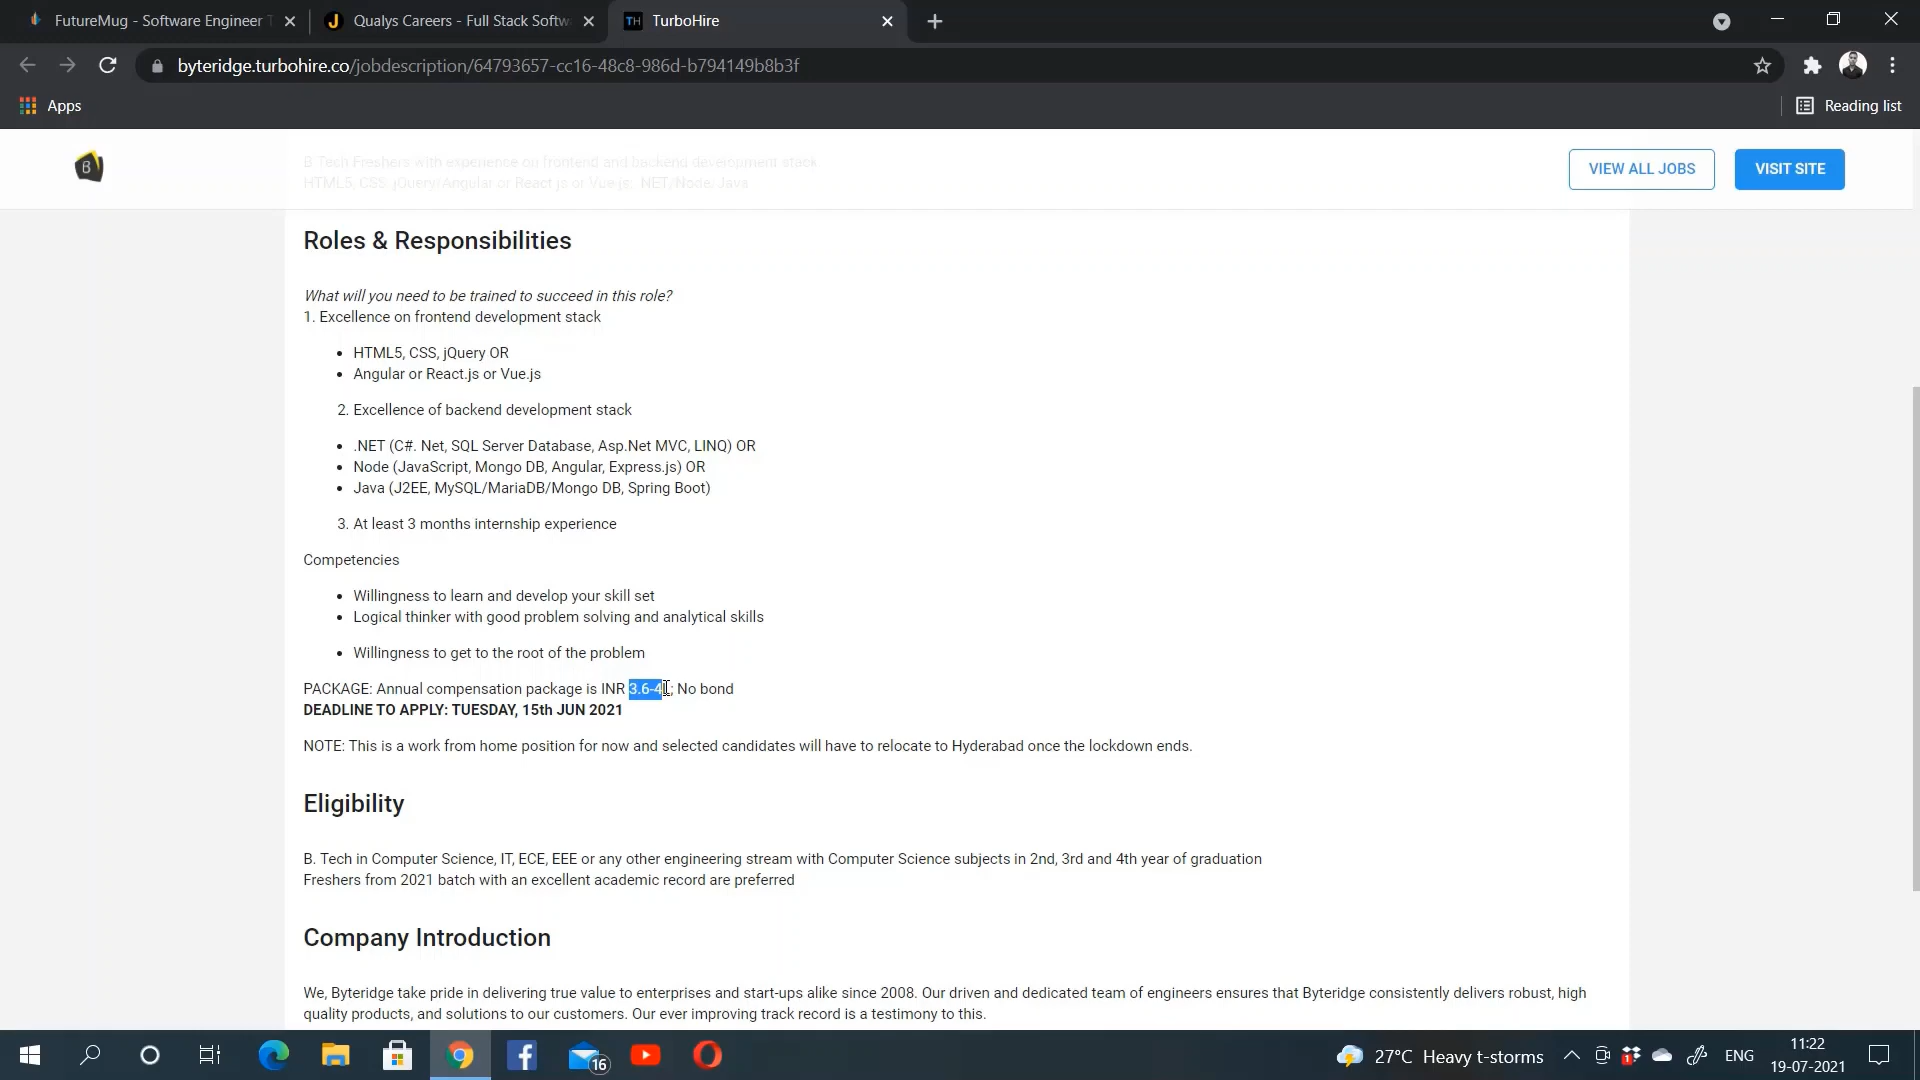 FutureMug - Software Engineer T
Qualys Careers - Full Stack Softw
TH TurboHire
byteridge.turbohire.co/jobdescription/64793657-cc16-48c8-986d-b794149b8b3f
Apps
Reading list
B
B Tech Freshers with experience on frontend and backend development stack
HTML5, CSS, jQuery/Angular or React js or Vue js; .NET/Node/Java
VIEW ALL JOBS
VISIT SITE
Roles & Responsibilities
What will you need to be trained to succeed in this role?
1. Excellence on frontend development stack
• HTML5, CSS, jQuery OR
• Angular or React.js or Vue.js
2. Excellence of backend development stack
• .NET (C#. Net, SQL Server Database, Asp.Net MVC, LINQ) OR
• Node (JavaScript, Mongo DB, Angular, Express.js) OR
• Java (J2EE, MySQL/MariaDB/Mongo DB, Spring Boot)
3. At least 3 months internship experience
Competencies
• Willingness to learn and develop your skill set
• Logical thinker with good problem solving and analytical skills
• Willingness to get to the root of the problem
PACKAGE: Annual compensation package is INR 3.6-4L; No bond
DEADLINE TO APPLY: TUESDAY, 15th JUN 2021
NOTE: This is a work from home position for now and selected candidates will have to relocate to Hyderabad once the lockdown ends.
Eligibility
B. Tech in Computer Science, IT, ECE, EEE or any other engineering stream with Computer Science subjects in 2nd, 3rd and 4th year of graduation
Freshers from 2021 batch with an excellent academic record are preferred
Company Introduction
We, Byteridge take pride in delivering true value to enterprises and start-ups alike since 2008. Our driven and dedicated team of engineers ensures that Byteridge consistently delivers robust, high
quality products, and solutions to our customers. Our ever improving track record is a testimony to this.
16
27°C Heavy t-storms
1
ENG
11:22
19-07-2021